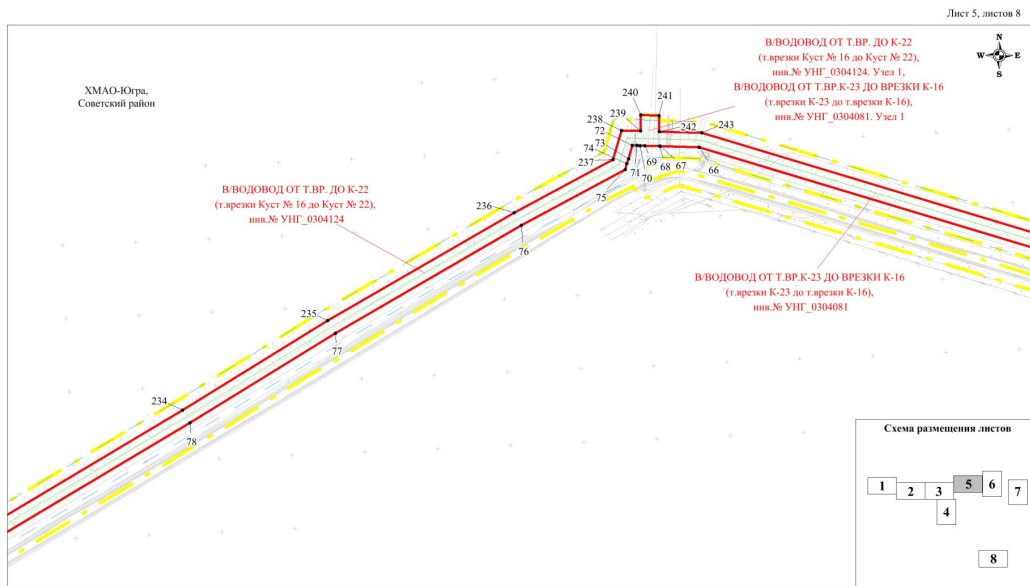 Лист 5, листов 8
ХМАО-Югра,
Советский район
В/ВОДОВОД ОТ Т.ВР. ДО К-22
(т.врезки Куст № 16 до Куст № 22),
инв.№ УНГ_0304124. Узел 1,
В/ВОДОВОД ОТ Т.ВР.К-23 ДО ВРЕЗКИ К-16
(т.врезки К-23 до т.врезки К-16),
инв.№ УНГ_0304081. Узел 1
N
W E
S
240
241
239
238
242
243
72
73
74
237
71
70
69
68
67
66
75
В/ВОДОВОД ОТ Т.ВР. ДО К-22
(т.врезки Куст № 16 до Куст № 22),
инв.№ УНГ_0304124
236
76
В/ВОДОВОД ОТ Т.ВР.К-23 ДО ВРЕЗКИ К-16
(т.врезки К-23 до т.врезки К-16),
инв.№ УНГ_0304081
235
77
234
78
Схема размещения листов
1
2
3
4
5
6
7
8